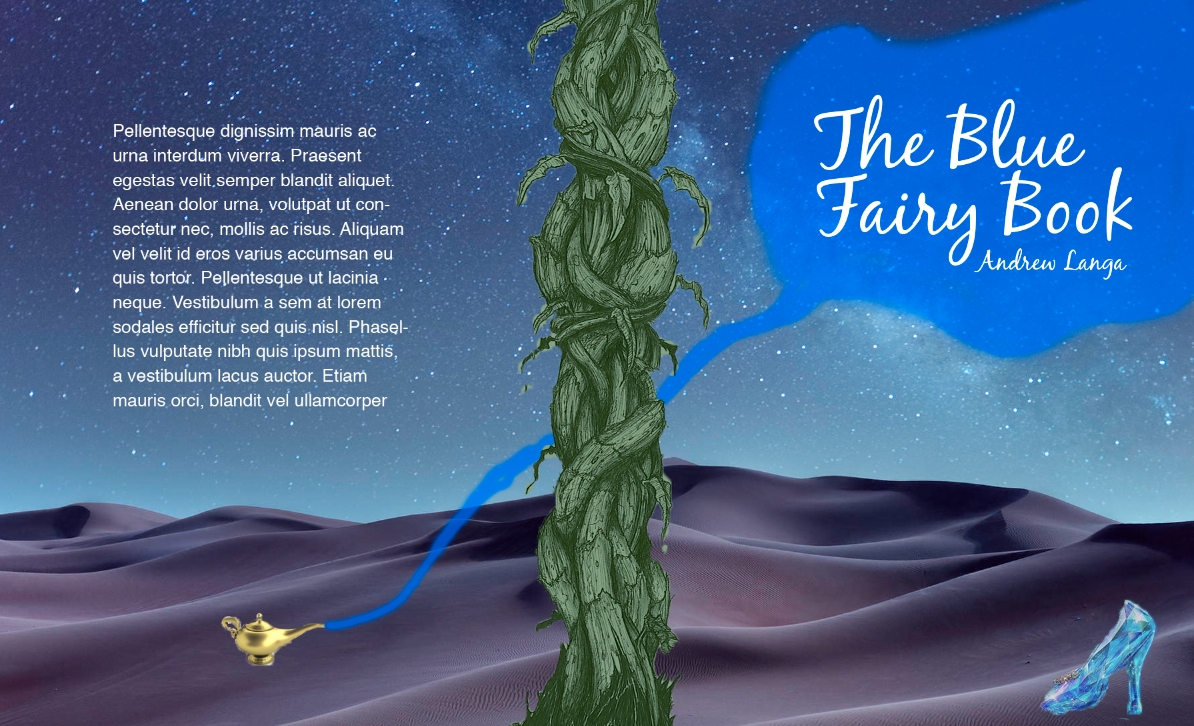 Pellentesque dignissim mauris ac
urna interdum viverra. Praesent
egestas velit semper blandit aliquet.
Aenean dolor urna, volutpat ut con-
sectetur nec, mollis ac risus. Aliquam
vel velit id eros varius accumsan eu
quis tortor. Pellentesque ut lacinia
neque. Vestibulum a sem at lorem
sodales efficitur sed quis nisl. Phasel-
lus vulputate nibh quis ipsum mattis,
a vestibulum lacus auctor. Etiam
mauris orci, blandit vel ullamcorper
The Blue
Fairy Book
Andrew Langa